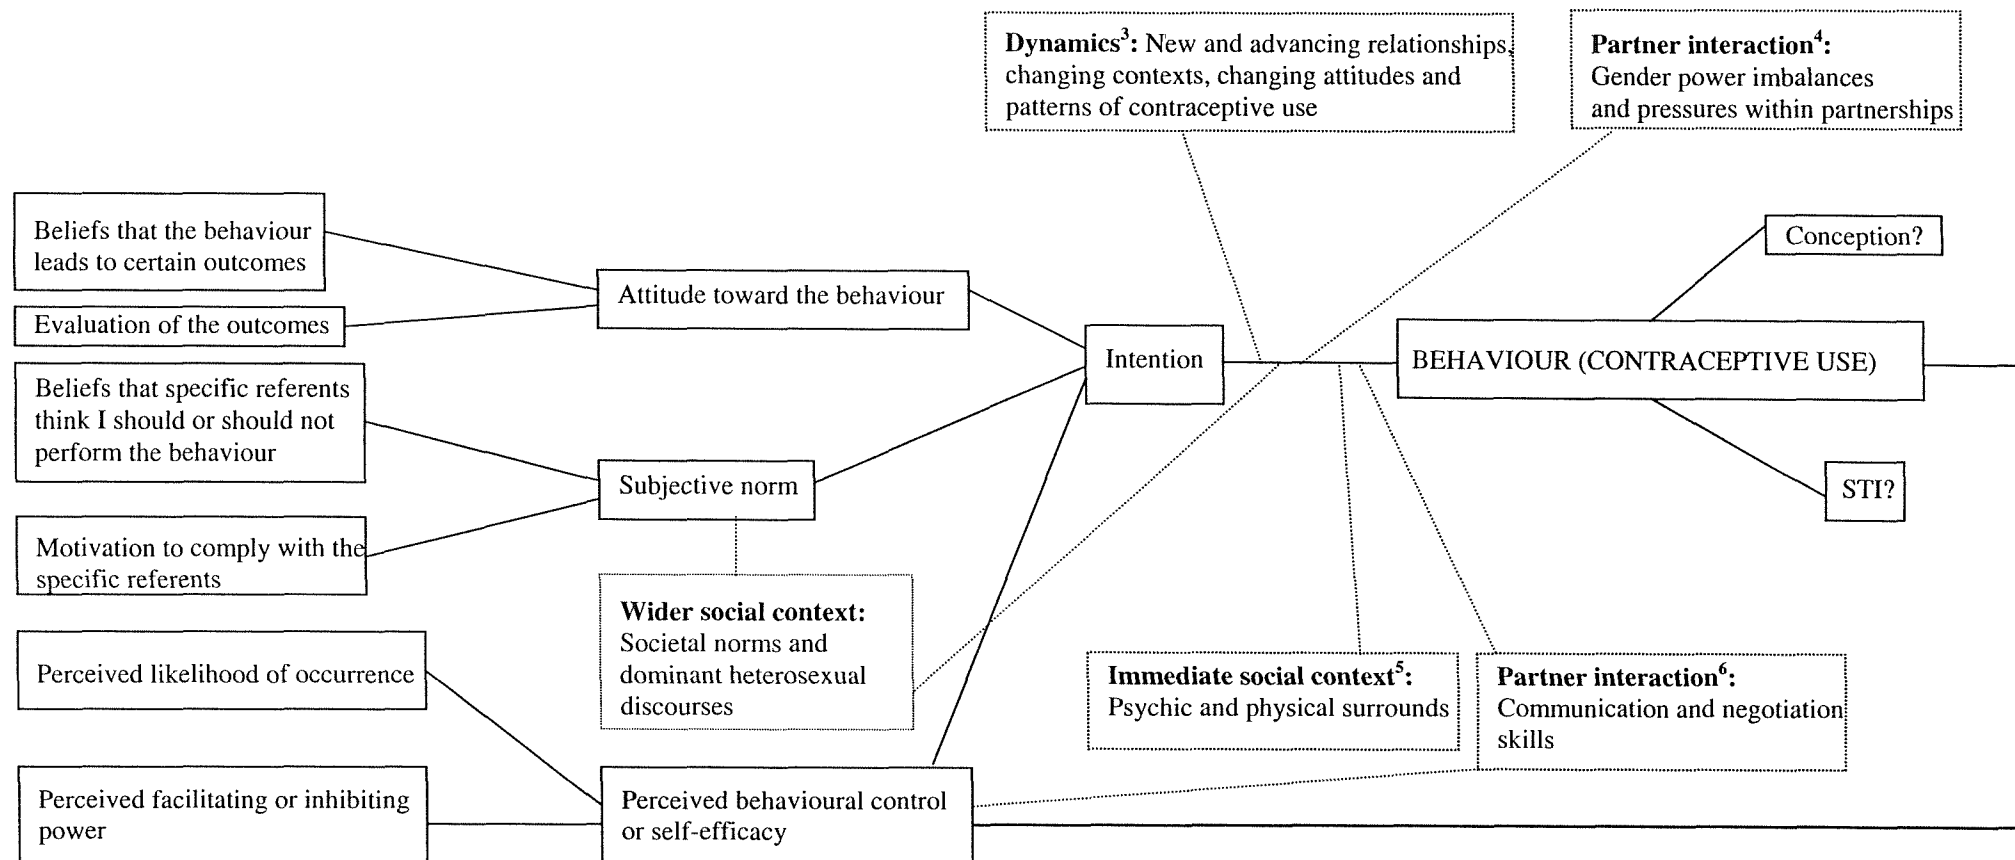 Dynamics³: New and advancing relationships,
changing contexts, changing attitudes and
patterns of contraceptive use
Partner interaction⁴:
Gender power imbalances
and pressures within partnerships
Beliefs that the behaviour
leads to certain outcomes
Evaluation of the outcomes
Beliefs that specific referents
think I should or should not
perform the behaviour
Motivation to comply with the
specific referents
Perceived likelihood of occurrence
Perceived facilitating or inhibiting
power
Attitude toward the behaviour
Subjective norm
Wider social context:
Societal norms and
dominant heterosexual
discourses
Perceived behavioural control
or self-efficacy
Intention
BEHAVIOUR (CONTRACEPTIVE USE)
Conception?
STI?
Immediate social context⁵:
Psychic and physical surrounds
Partner interaction⁶:
Communication and negotiation
skills